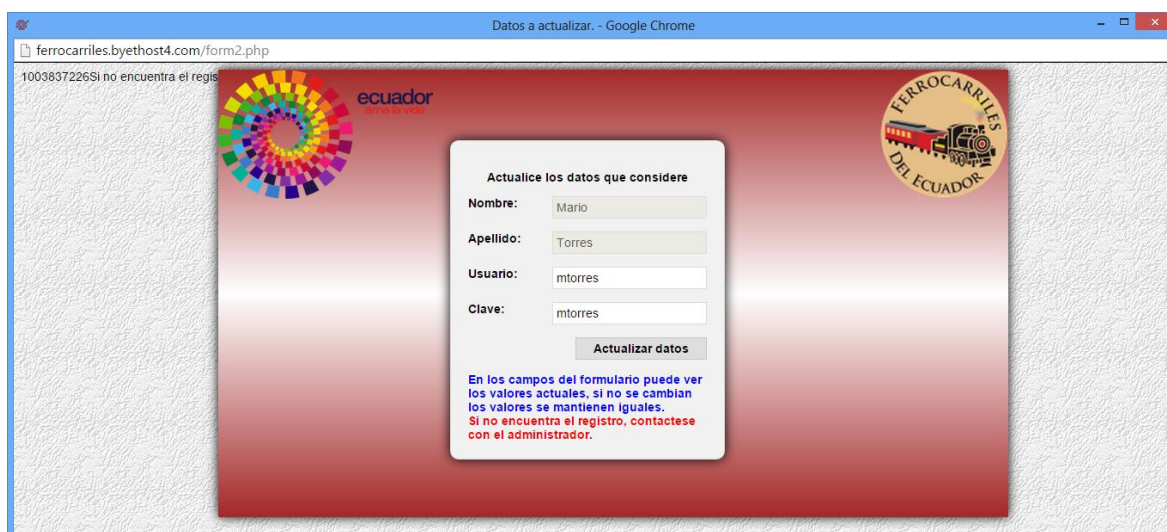 Datos a actualizar. - Google Chrome
ferrocarriles.byethost4.com/form2.php
1003837226Si no encuentra el regis
ecuador
ama la vida
FERROCARRILES
DEL ECUADOR
Actualice los datos que considere
Nombre: Mario
Apellido: Torres
Usuario: mtorres
Clave: mtorres
Actualizar datos
En los campos del formulario puede ver
los valores actuales, si no se cambian
los valores se mantienen iguales.
Si no encuentra el registro, contactese
con el administrador.